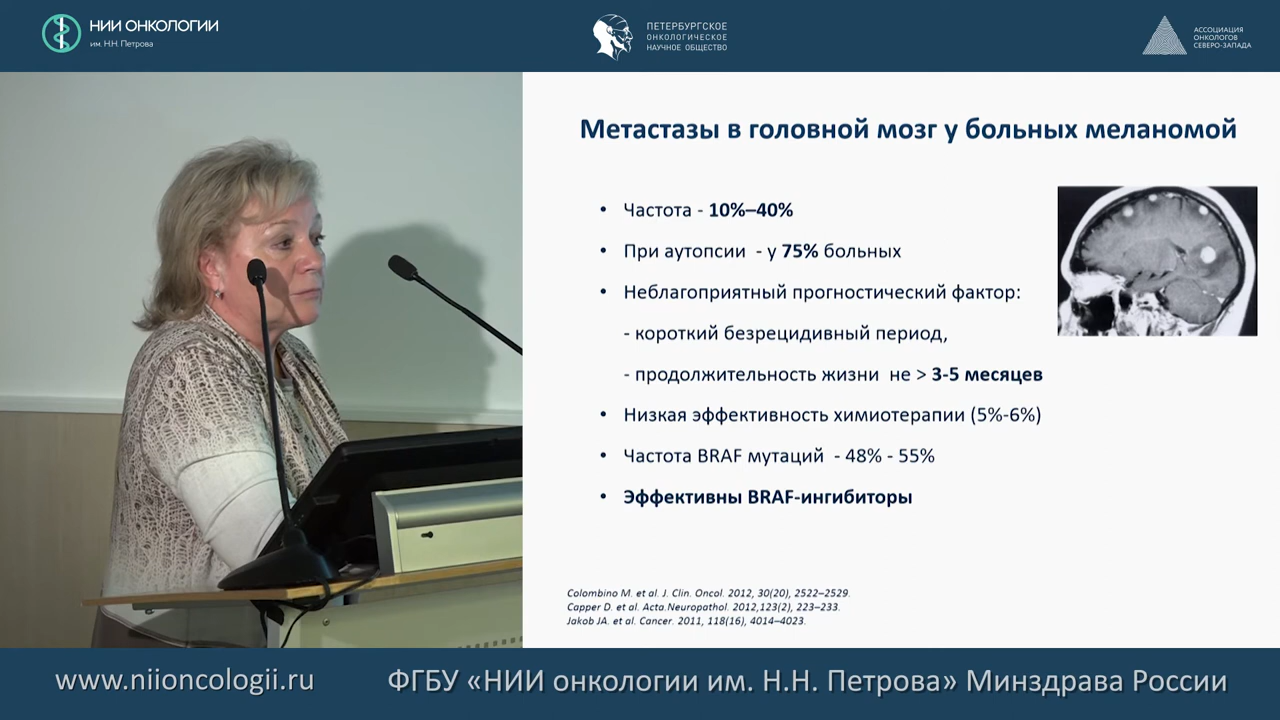 НИИ ОНКОЛОГИИ
им. Н.Н. Петрова
ПЕТЕРБУРГСКОЕ
ОНКОЛОГИЧЕСКОЕ
НАУЧНОЕ ОБЩЕСТВО
АССОЦИАЦИЯ
ОНКОЛОГОВ
СЕВЕРО-ЗАПАДА
Метастазы в головной мозг у больных меланомой
• Частота - 10%–40%
• При аутопсии - у 75% больных
• Неблагоприятный прогностический фактор:
- короткий безрецидивный период,
- продолжительность жизни не > 3-5 месяцев
• Низкая эффективность химиотерапии (5%-6%)
• Частота BRAF мутаций - 48% - 55%
• Эффективны BRAF-ингибиторы
Colombino M. et al. J. Clin. Oncol. 2012, 30(20), 2522–2529.
Capper D. et al. Acta.Neuropathol. 2012,123(2), 223–233.
Jakob JA. et al. Cancer. 2011, 118(16), 4014–4023.
www.niioncologii.ru
ФГБУ «НИИ онкологии им. Н.Н. Петрова» Минздрава России